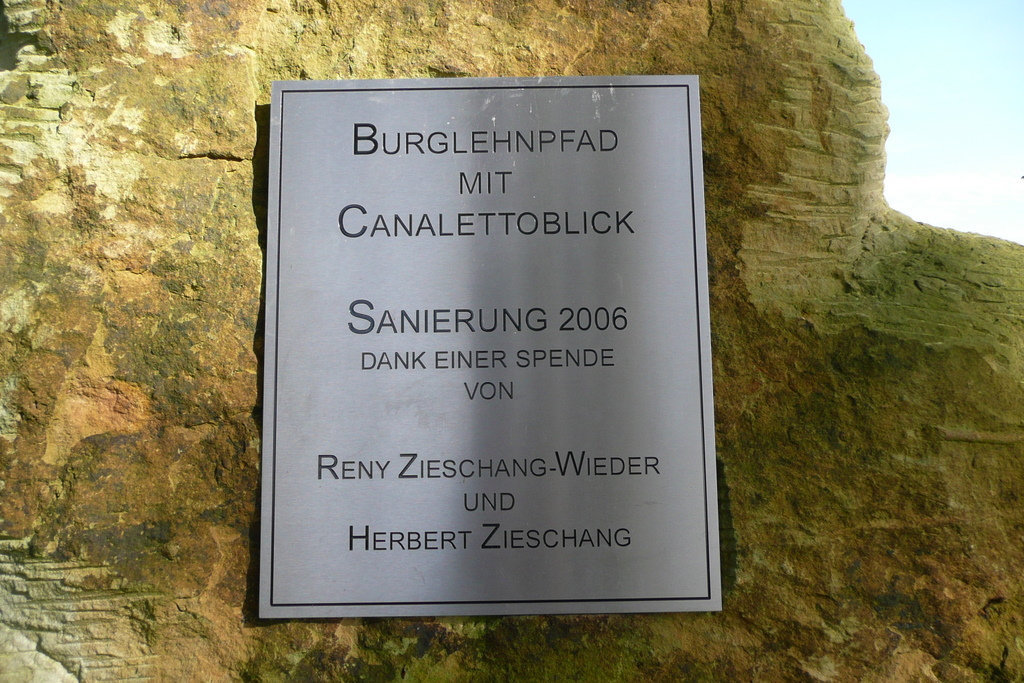 BURGLEHNPFAD
MIT
CANALETTOBLICK
SANIERUNG 2006
DANK EINER SPENDE
VON
RENY ZIESCHANG-WIEDER
UND
HERBERT ZIESCHANG